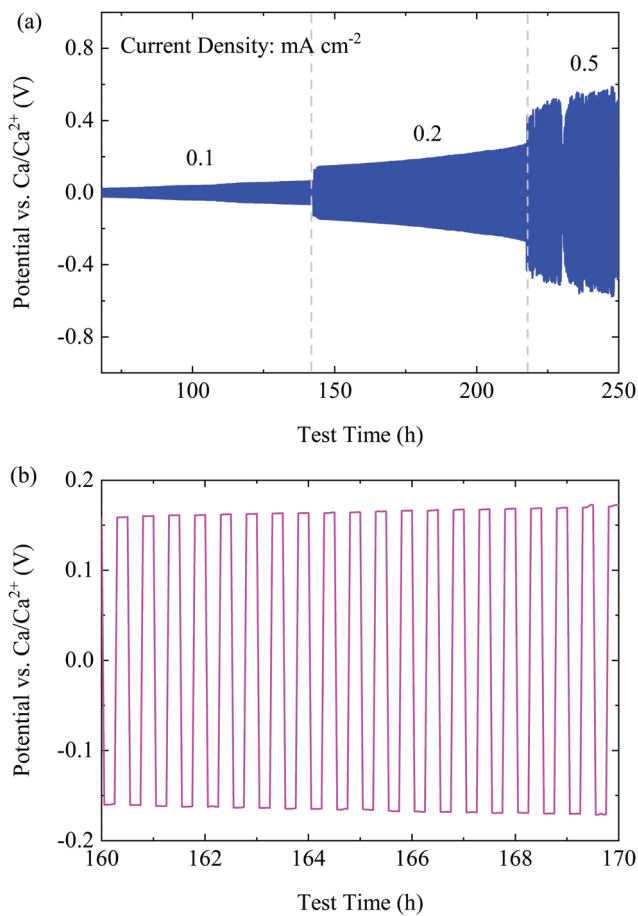 (a)
Current Density: mA cm-2
0.1
0.2
0.5
0.8
0.4
0.0
-0.4
-0.8
Potential vs. Ca/Ca2+ (V)
100 150 200 250
Test Time (h)
(b)
0.2
0.1
0.0
-0.1
-0.2
Potential vs. Ca/Ca2+ (V)
160 162 164 166 168 170
Test Time (h)